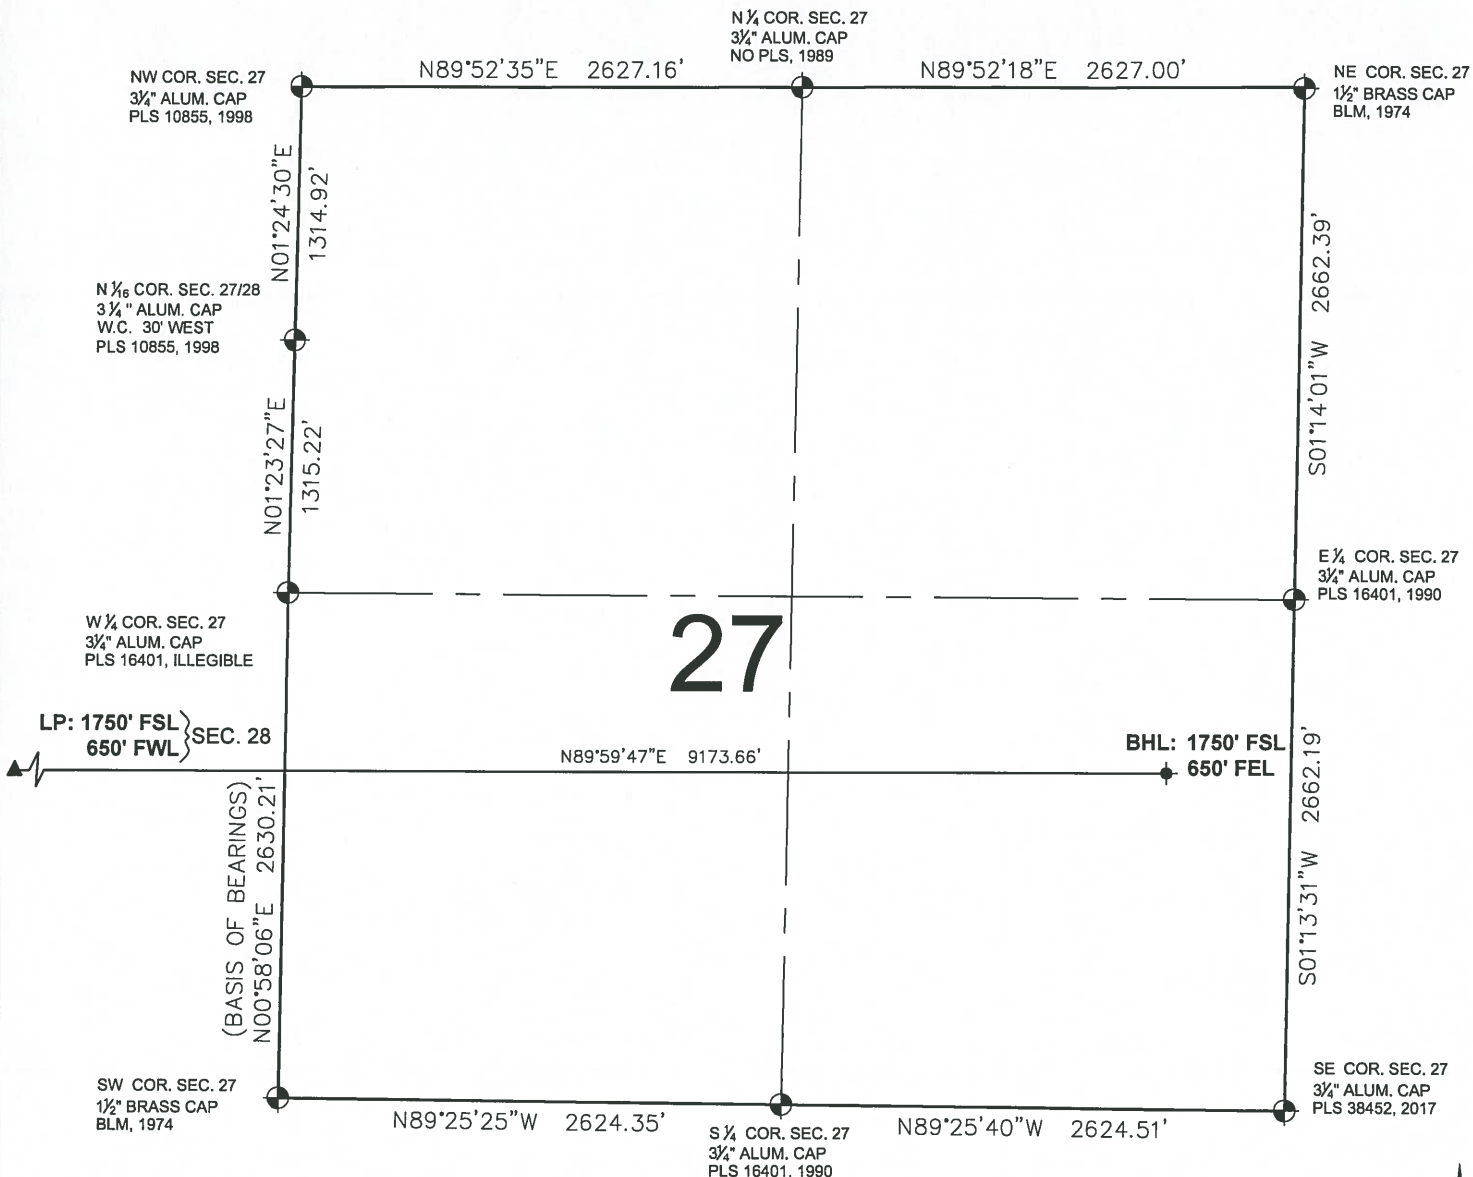 N ¼ COR. SEC. 27
3¼" ALUM. CAP
NO PLS, 1989
NW COR. SEC. 27
3¼" ALUM. CAP
PLS 10855, 1998
N89°52'35"E 2627.16'
N89°52'18"E 2627.00'
NE COR. SEC. 27
1½" BRASS CAP
BLM, 1974
N01°24'30"E
1314.92'
S01°14'01"W 2662.39'
N 1/16 COR. SEC. 27/28
3¼" ALUM. CAP
W.C. 30' WEST
PLS 10855, 1998
N01°23'27"E
1315.22'
E ¼ COR. SEC. 27
3¼" ALUM. CAP
PLS 16401, 1990
W ¼ COR. SEC. 27
3¼" ALUM. CAP
PLS 16401, ILLEGIBLE
27
LP: 1750' FSL
650' FWL
SEC. 28
N89°59'47"E 9173.66'
BHL: 1750' FSL
650' FEL
(BASIS OF BEARINGS)
N00°58'06"E 2630.21'
S01°13'31"W 2662.19'
SW COR. SEC. 27
1½" BRASS CAP
BLM, 1974
N89°25'25"W 2624.35'
S ¼ COR. SEC. 27
3¼" ALUM. CAP
PLS 16401, 1990
N89°25'40"W 2624.51'
SE COR. SEC. 27
3¼" ALUM. CAP
PLS 38452, 2017